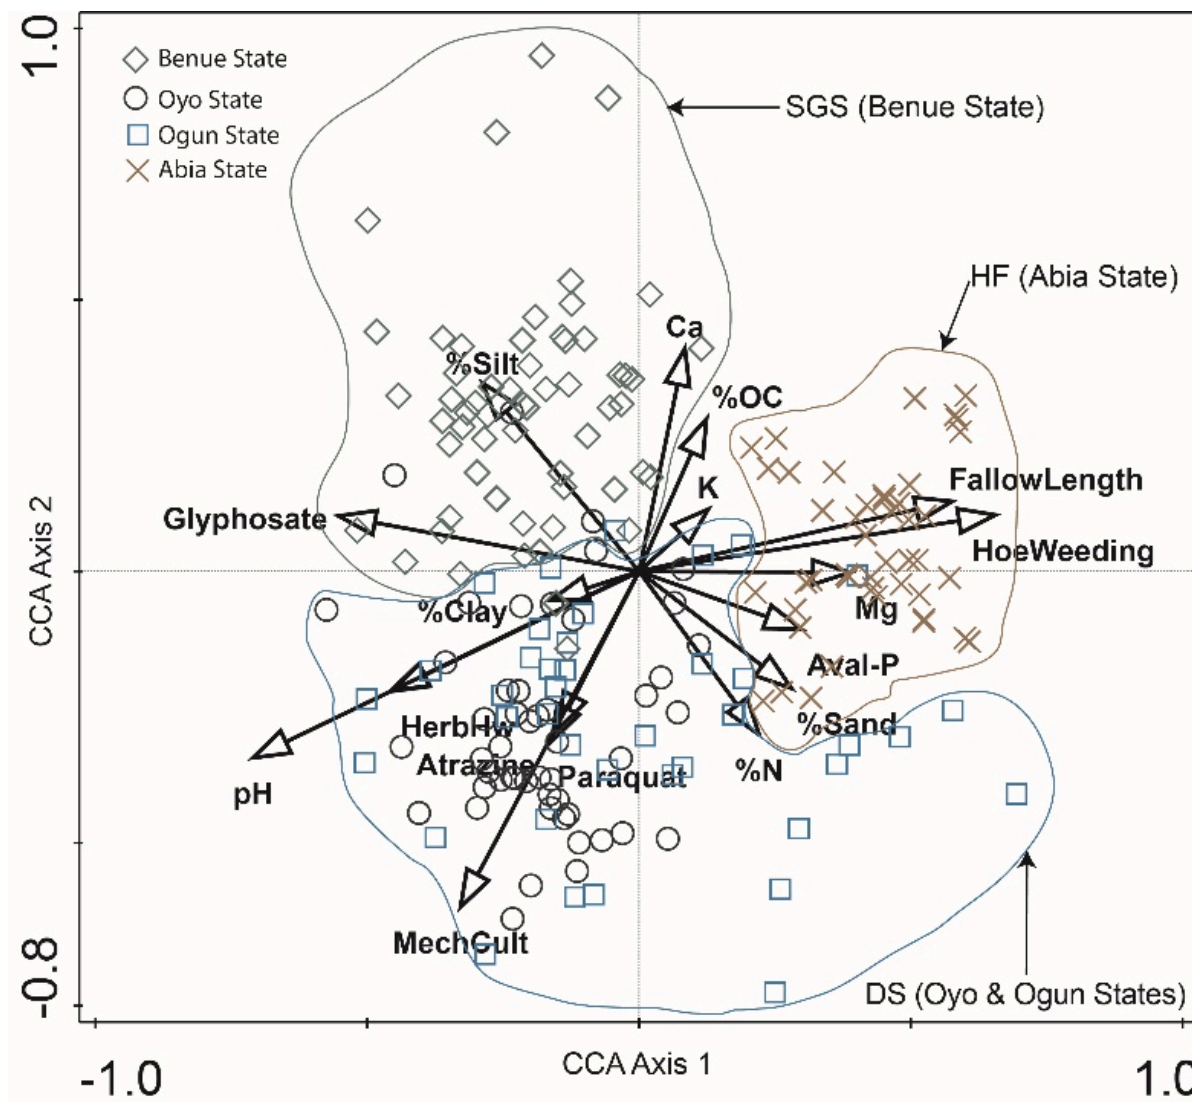 1.0
Benue State
Oyo State
Ogun State
Abia State
SGS (Benue State)
HF (Abia State)
Ca
%Silt
%OC
K
FallowLength
Glyphosate
HoeWeeding
CCA Axis 2
%Clay
Mg
Aval-P
HerbHw
%Sand
Atrazine
Paraquat
%N
pH
MechCult
-0.8
DS (Oyo & Ogun States)
CCA Axis 1
-1.0
1.0